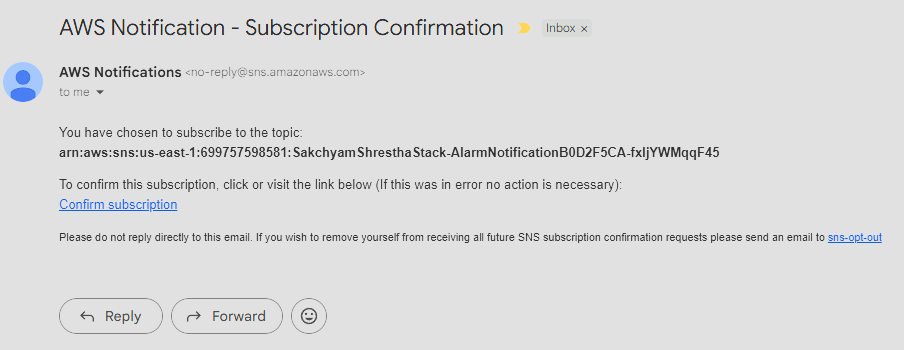 AWS Notification - Subscription Confirmation Inbox ×
AWS Notifications <no-reply@sns.amazonaws.com>
to me
You have chosen to subscribe to the topic:
arn:aws:sns:us-east-1:699757598581:SakchyamShresthaStack-AlarmNotificationB0D2F5CA-fxIjYWMqqF45
To confirm this subscription, click or visit the link below (If this was in error no action is necessary):
Confirm subscription
Please do not reply directly to this email. If you wish to remove yourself from receiving all future SNS subscription confirmation requests please send an email to sns-opt-out
Reply Forward